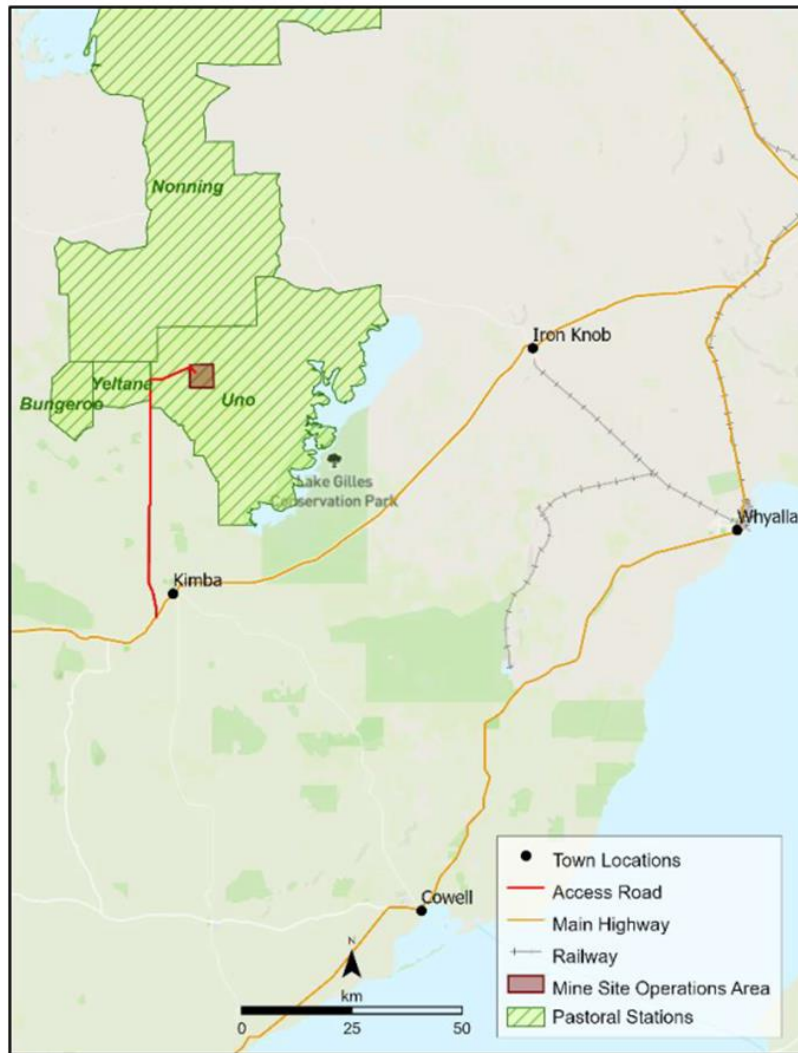 Nonning
Iron Knob
Yeltana
Bungeroo
Uno
Lake Gilles
Conservation Park
Whyalla
Kimba
Cowell
N
km
0 25 50
Town Locations
Access Road
Main Highway
Railway
Mine Site Operations Area
Pastoral Stations